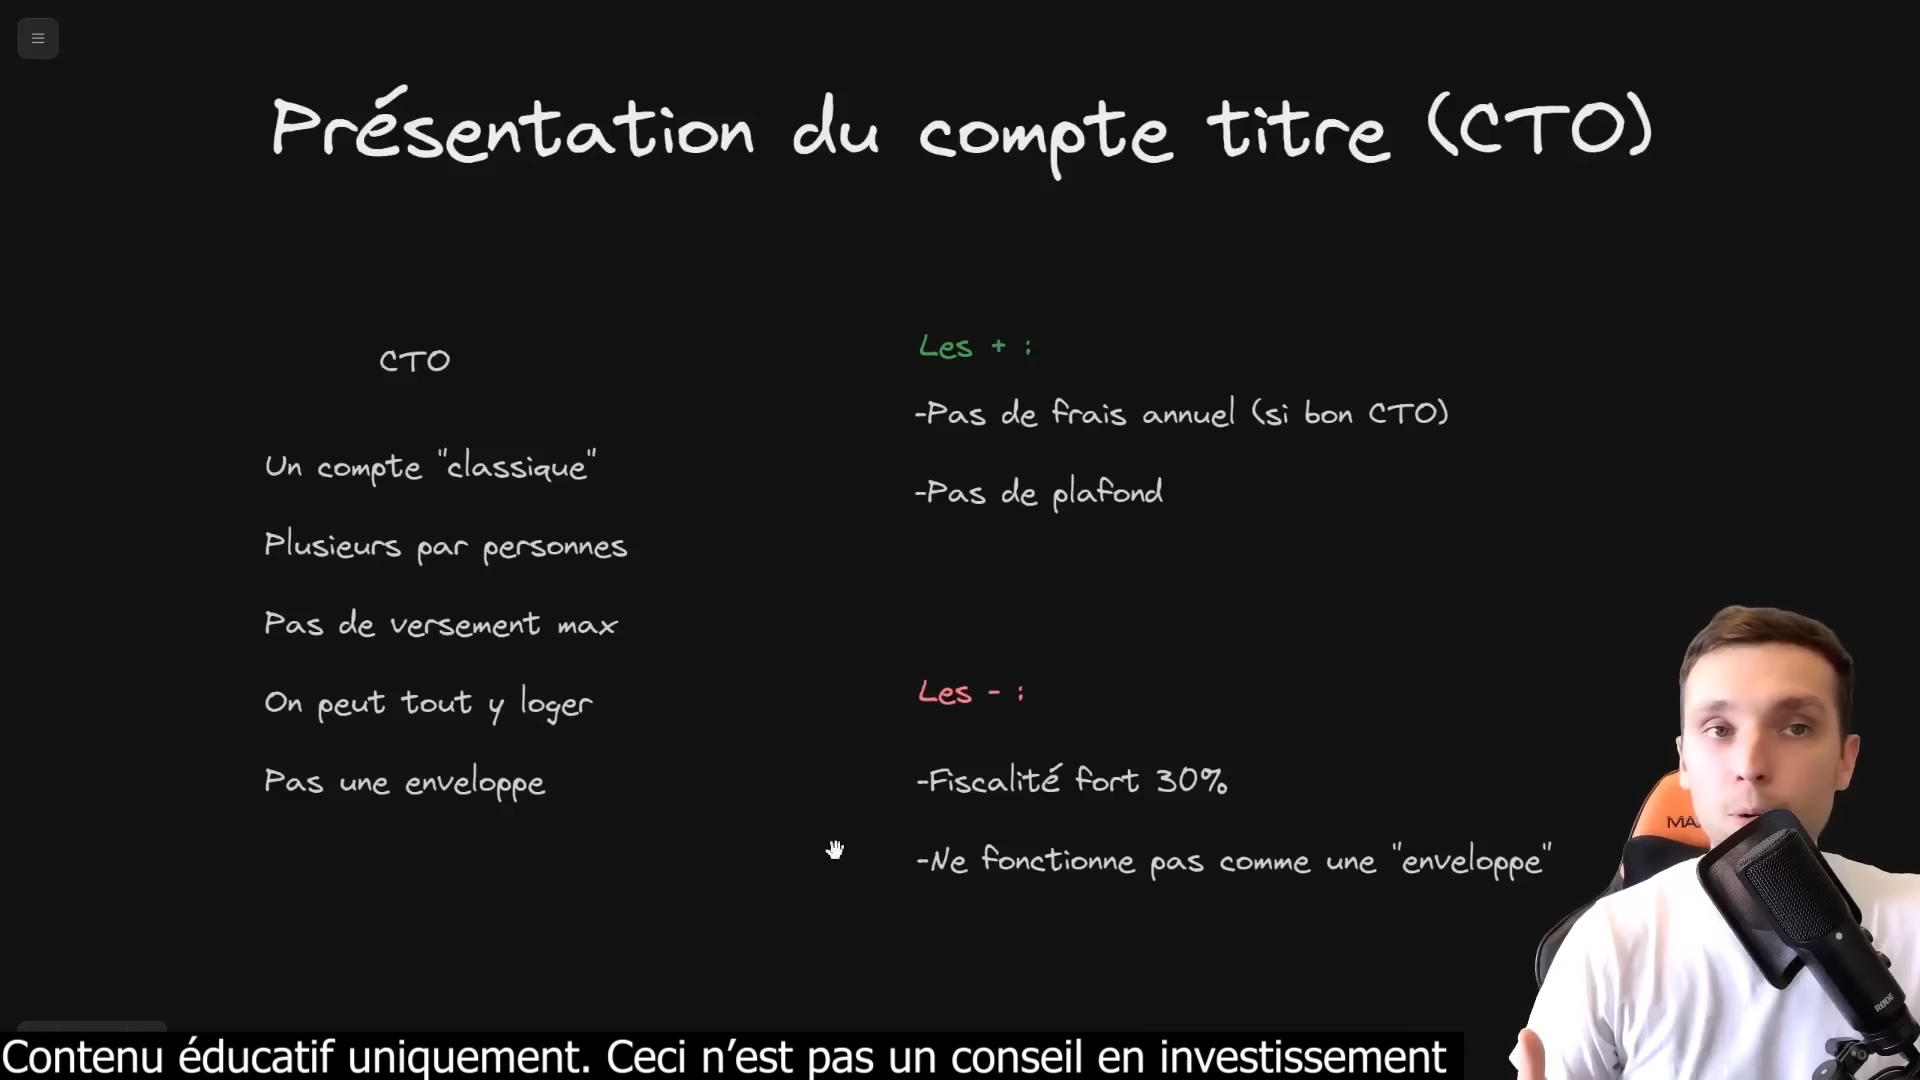 Présentation du compte titre (CTO)
CTO
Un compte "classique"
Plusieurs par personnes
Pas de versement max
On peut tout y loger
Pas une enveloppe
Les + :
-Pas de frais annuel (si bon CTO)
-Pas de plafond
Les - :
-Fiscalité fort 30%
-Ne fonctionne pas comme une "enveloppe"
RØDE
Contenu éducatif uniquement. Ceci n’est pas un conseil en investissement